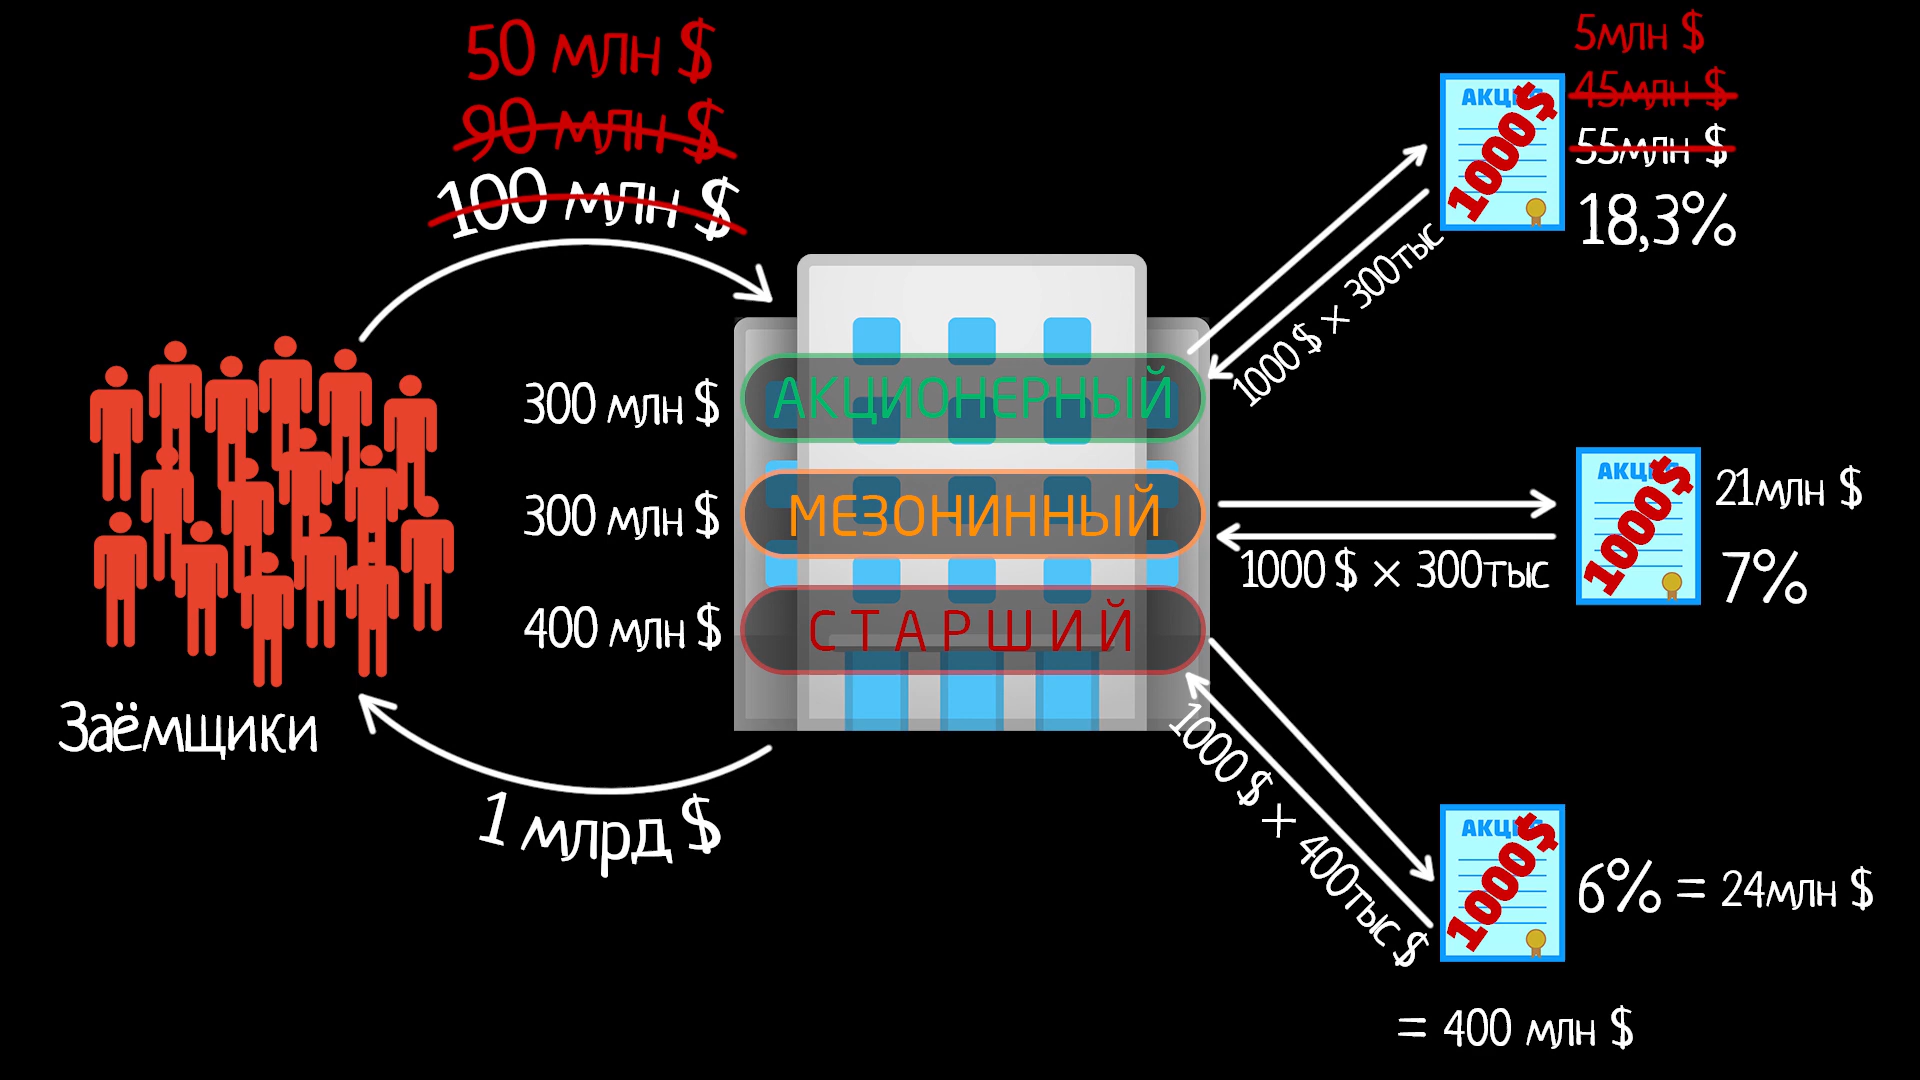 50 млн $
90 млн $
100 млн $
Заёмщики
1 млрд $
300 млн $
АКЦИОНЕРНЫЙ
300 млн $
МЕЗОНИННЫЙ
400 млн $
СТАРШИЙ
1000 $ × 300тыс
1000$
5млн $
45млн $
55млн $
18,3%
1000 $ × 300тыс
1000$
21млн $
7%
1000 $ × 400тыс $
1000$
6% = 24млн $
= 400 млн $